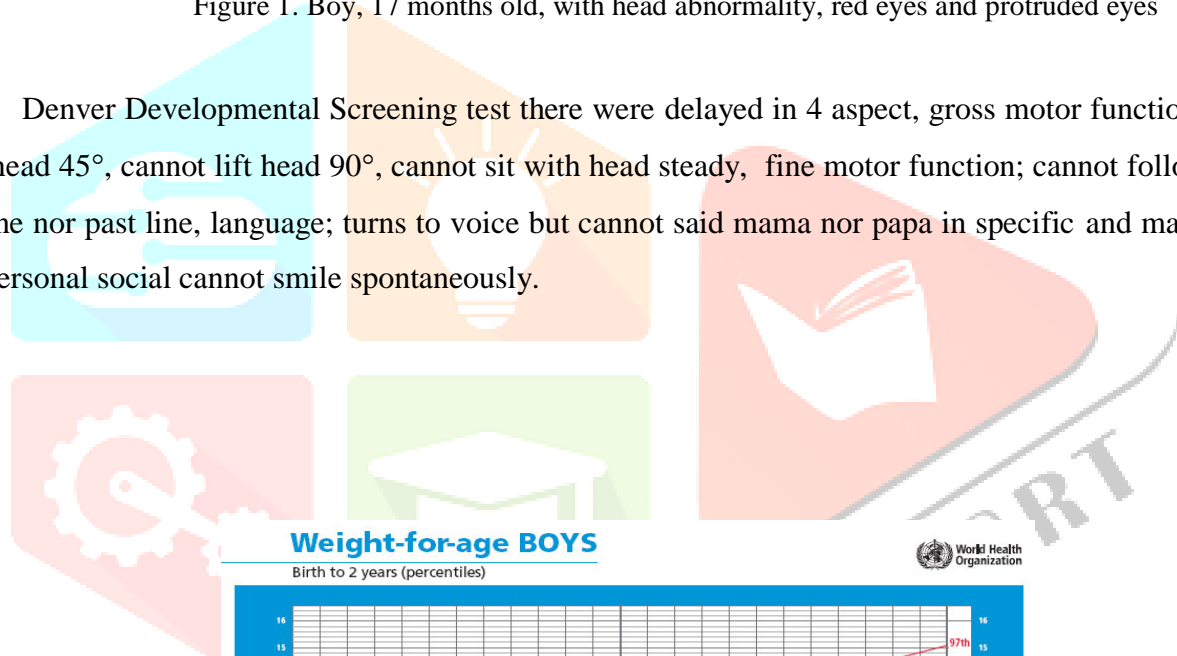 Figure 1. Boy, 17 months old, with head abnormality, red eyes and protruded eyes
Denver Developmental Screening test there were delayed in 4 aspect, gross motor functio
head 45°, cannot lift head 90°, cannot sit with head steady, fine motor function; cannot follo
ne nor past line, language; turns to voice but cannot said mama nor papa in specific and ma
ersonal social cannot smile spontaneously.
RT
Weight-for-age BOYS
World Health
Organization
Birth to 2 years (percentiles)
16 16
97th
15 15